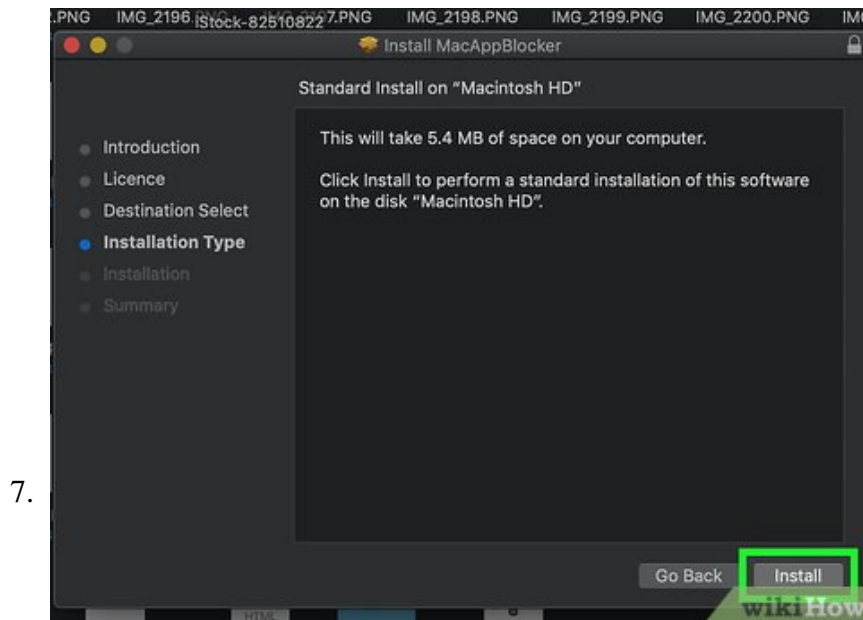 .PNG IMG_2196.PNG iStock-82510822 7.PNG IMG_2198.PNG IMG_2199.PNG IMG_2200.PNG
Install MacAppBlocker
Standard Install on “Macintosh HD”
Introduction
Licence
Destination Select
Installation Type
Installation
Summary
This will take 5.4 MB of space on your computer.
Click Install to perform a standard installation of this software
on the disk “Macintosh HD”.
7.
Go Back Install
wikiHow
HTML